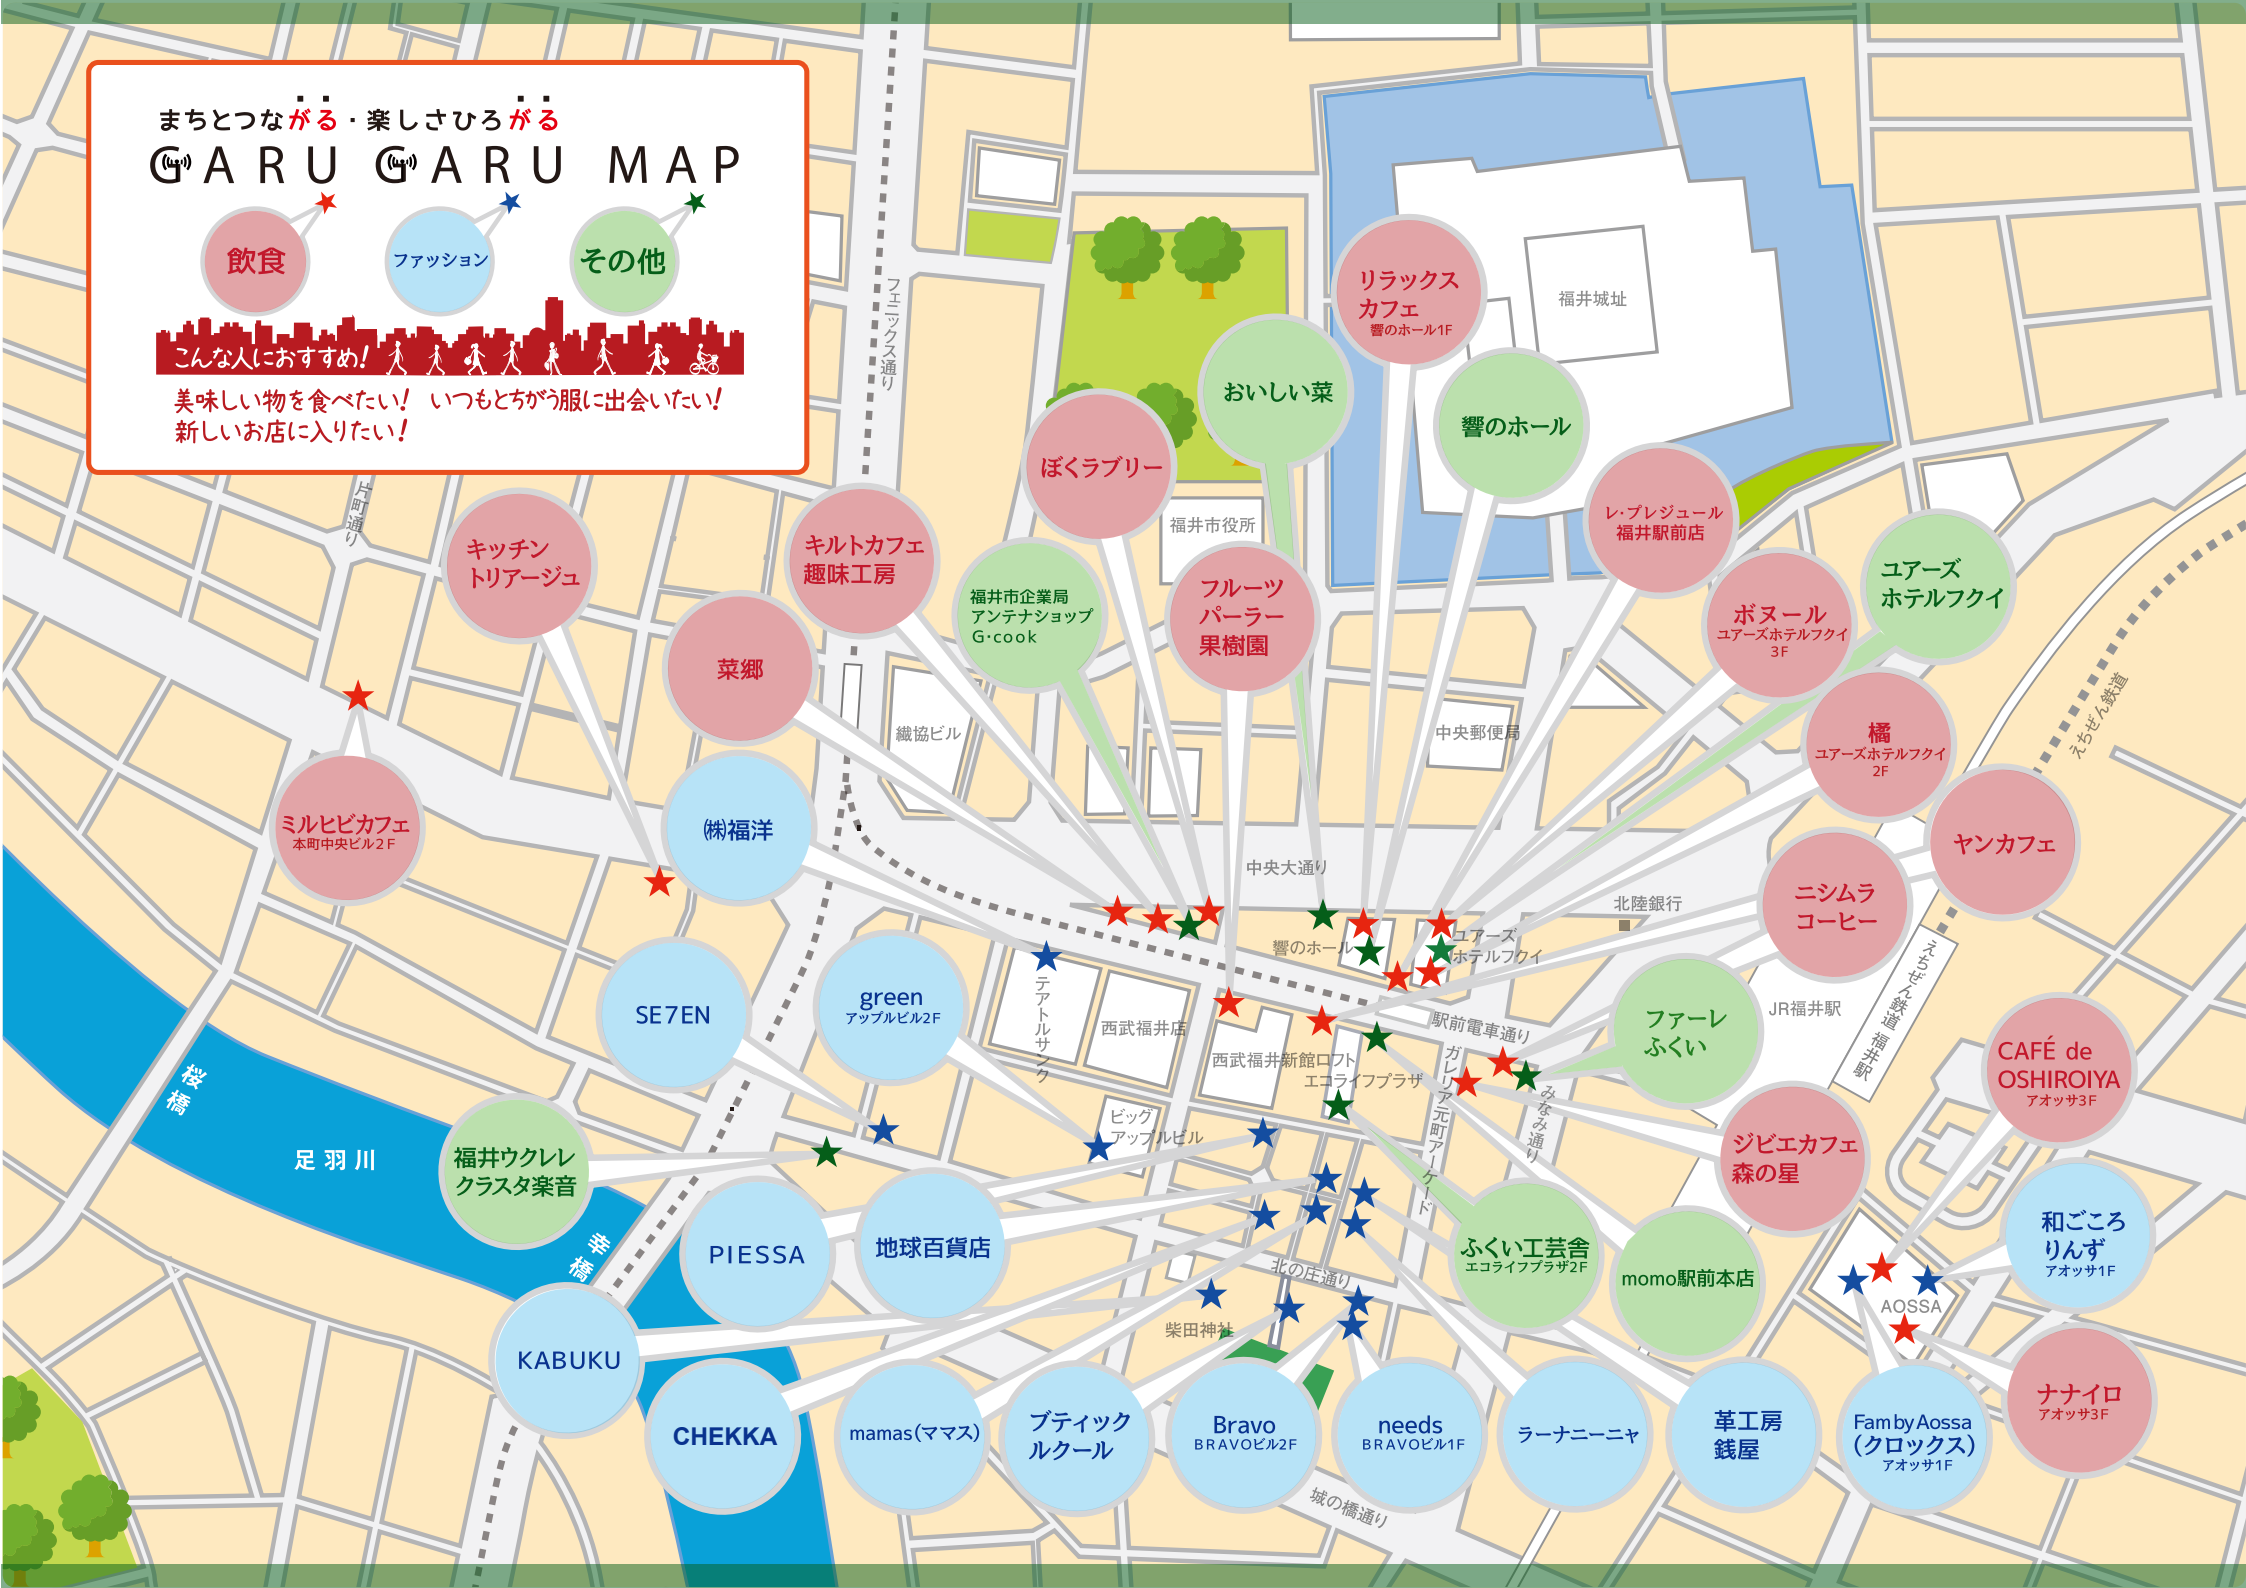 まちとつながる・楽しさひろがる
GARU GARU MAP
飲食
ファッション
その他
こんな人におすすめ!
美味しい物を食べたい! いつもとちがう服に出会いたい!
新しいお店に入りたい!
フェニックス通り
片町通り
福井城址
リラックス
カフェ
響のホール1F
おいしい菜
響のホール
ぼくラブリー
福井市役所
レ・プレジュール
福井駅前店
キッチン
トリアージュ
キルトカフェ
趣味工房
福井市企業局
アンテナショップ
G・cook
フルーツ
パーラー
果樹園
ボヌール
ユアーズホテルフクイ
3F
ユアーズ
ホテルフクイ
菜郷
繊協ビル
中央郵便局
橘
ユアーズホテルフクイ
2F
えちぜん鉄道
ミルヒビカフェ
本町中央ビル2F
㈱福洋
中央大通り
北陸銀行
ニシムラ
コーヒー
ヤンカフェ
響のホール
ユアーズ
ホテルフクイ
えちぜん鉄道 福井駅
SE7EN
green
アップルビル2F
テアトルサンク
西武福井店
西武福井新館ロフト
エコライフプラザ
駅前電車通り
ガレリア元町アーケード
みなみ通り
JR福井駅
ファーレ
ふくい
CAFÉ de
OSHIROIYA
アオッサ3F
桜橋
足羽川
幸橋
福井ウクレレ
クラスタ楽音
ビッグ
アップルビル
ジビエカフェ
森の星
PIESSA
地球百貨店
北の庄通り
ふくい工芸舎
エコライフプラザ2F
momo駅前本店
和ごころ
りんず
アオッサ1F
AOSSA
柴田神社
KABUKU
CHEKKA
mamas(ママス)
ブティック
ルクール
Bravo
BRAVOビル2F
needs
BRAVOビル1F
ラーナニーニャ
革工房
銭屋
Fam by Aossa
(クロックス)
アオッサ1F
ナナイロ
アオッサ3F
城の橋通り